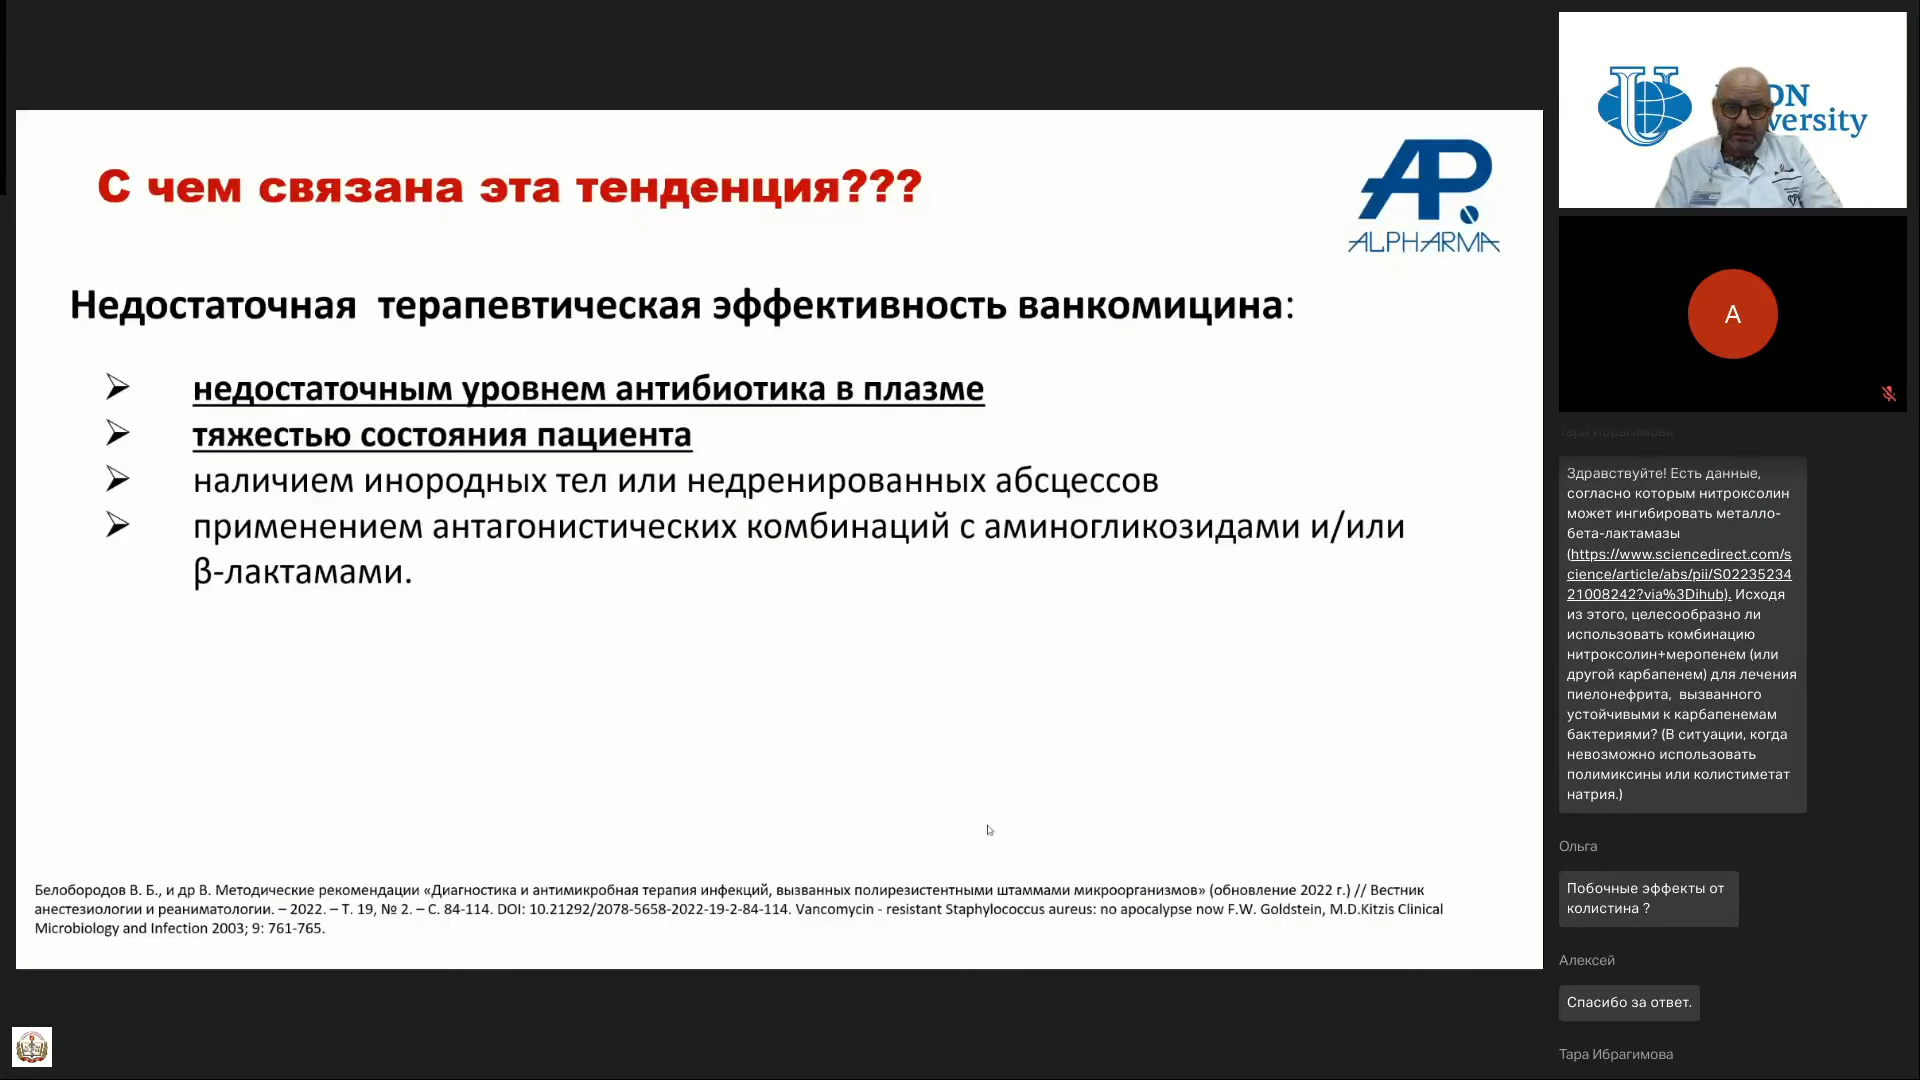 С чем связана эта тенденция???
AP
ALPHARMA
Недостаточная терапевтическая эффективность ванкомицина:
недостаточным уровнем антибиотика в плазме
тяжестью состояния пациента
наличием инородных тел или недренированных абсцессов
применением антагонистических комбинаций с аминогликозидами и/или
β-лактамами.
Белобородов В. Б., и др В. Методические рекомендации «Диагностика и антимикробная терапия инфекций, вызванных полирезистентными штаммами микроорганизмов» (обновление 2022 г.) // Вестник
анестезиологии и реаниматологии. – 2022. – Т. 19, № 2. – С. 84-114. DOI: 10.21292/2078-5658-2022-19-2-84-114. Vancomycin - resistant Staphylococcus aureus: no apocalypse now F.W. Goldstein, M.D.Kitzis Clinical
Microbiology and Infection 2003; 9: 761-765.
ON
versity
A
Тара Ибрагимова
Здравствуйте! Есть данные,
согласно которым нитроксолин
может ингибировать металло-
бета-лактамазы
(https://www.sciencedirect.com/s
cience/article/abs/pii/S02235234
21008242?via%3Dihub). Исходя
из этого, целесообразно ли
использовать комбинацию
нитроксолин+меропенем (или
другой карбапенем) для лечения
пиелонефрита, вызванного
устойчивыми к карбапенемам
бактериями? (В ситуации, когда
невозможно использовать
полимиксины или колистиметат
натрия.)
Ольга
Побочные эффекты от
колистина ?
Алексей
Спасибо за ответ.
Тара Ибрагимова